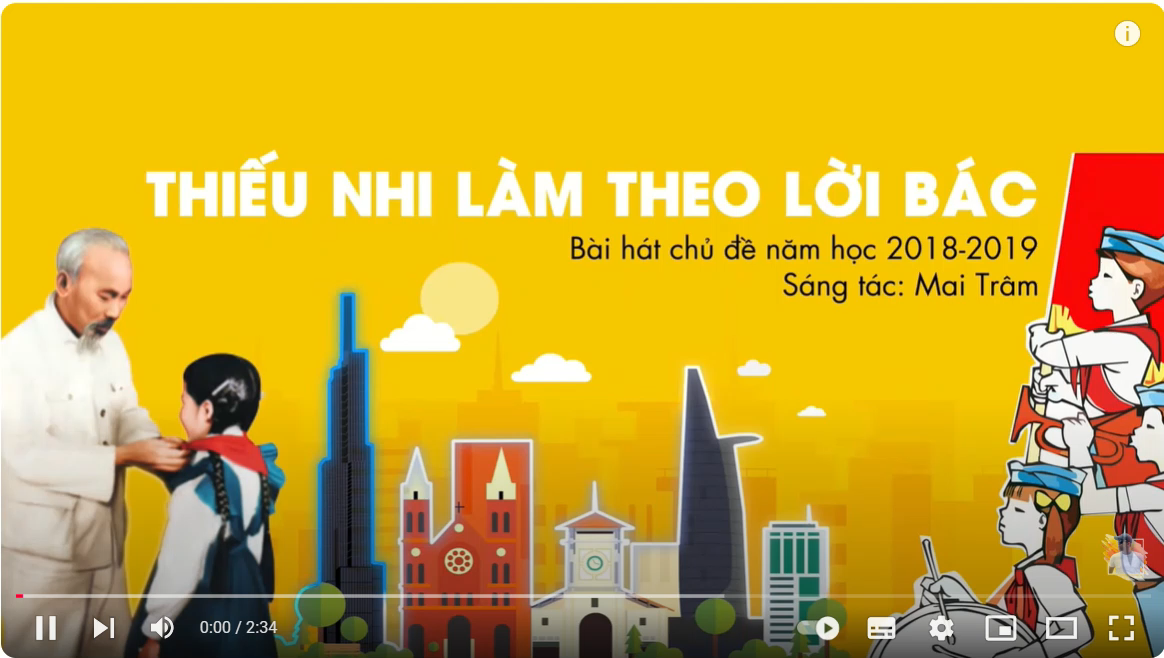 THIẾU NHI LÀM THEO LỜI BÁC
Bài hát chủ đề năm học 2018-2019
Sáng tác: Mai Trâm
0:00 / 2:34